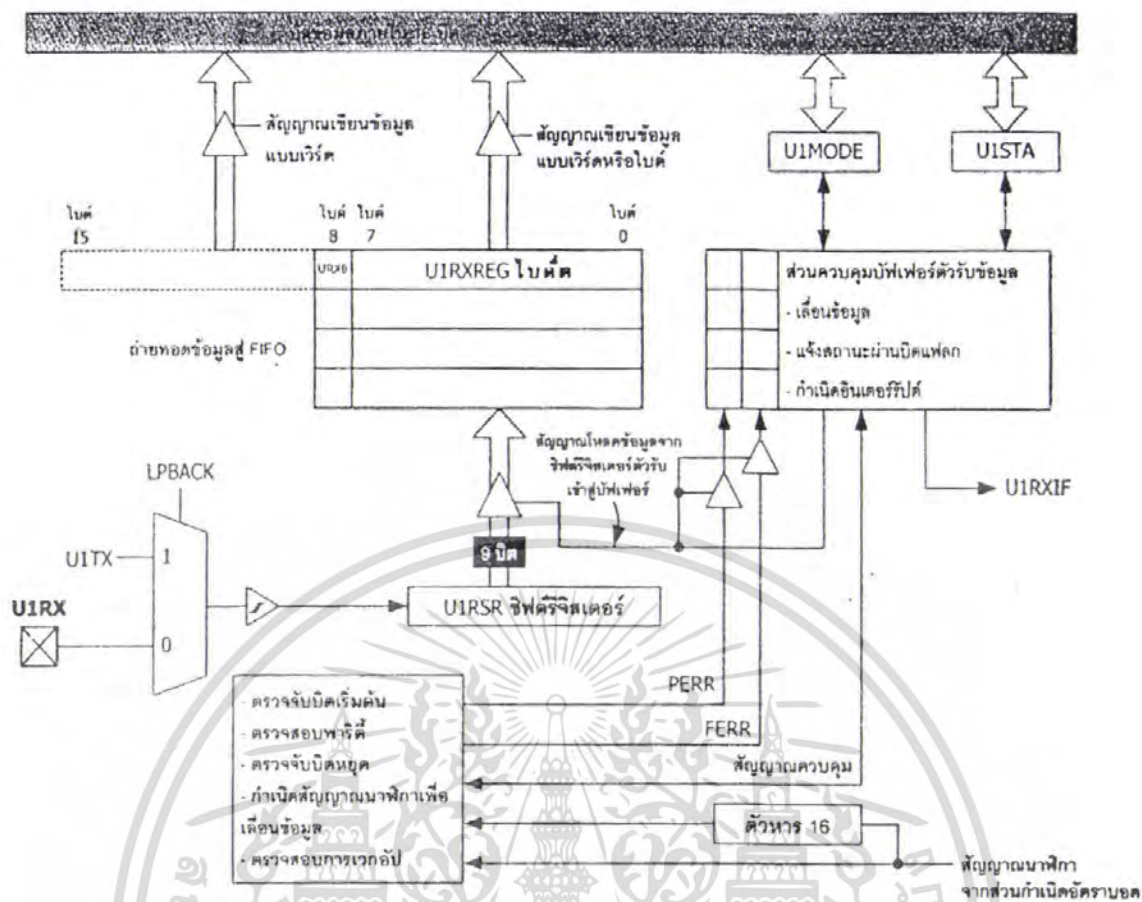 สัญญาณเขียนข้อมูล
แบบเวิร์ด
สัญญาณเขียนข้อมูล
แบบเวิร์ดหรือไบต์
U1MODE
U1STA
ไบต์
15
ไบต์
8
ไบต์
7
ไบต์
0
U1RXREG ไบต์ต่ำ
ถ่ายทอดข้อมูลสู่ FIFO
ส่วนควบคุมบัฟเฟอร์ตัวรับข้อมูล
- เลื่อนข้อมูล
- แจ้งสถานะผ่านบิตแฟลก
- กำเนิดอินเตอร์รัปต์
สัญญาณโหลดข้อมูลจาก
ชิฟต์รีจิสเตอร์ตัวรับ
เข้าสู่บัฟเฟอร์
U1RXIF
LPBACK
U1TX
1
U1RX
0
9 บิต
U1RSR ชิฟต์รีจิสเตอร์
- ตรวจจับบิตเริ่มต้น
- ตรวจสอบพาริตี้
- ตรวจจับบิตหยุด
- กำเนิดสัญญาณนาฬิกาเพื่อ
เลื่อนข้อมูล
- ตรวจสอบการเวกอัป
PERR
FERR
สัญญาณควบคุม
ตัวหาร 16
สัญญาณนาฬิกา
จากส่วนกำเนิดอัตราบอด